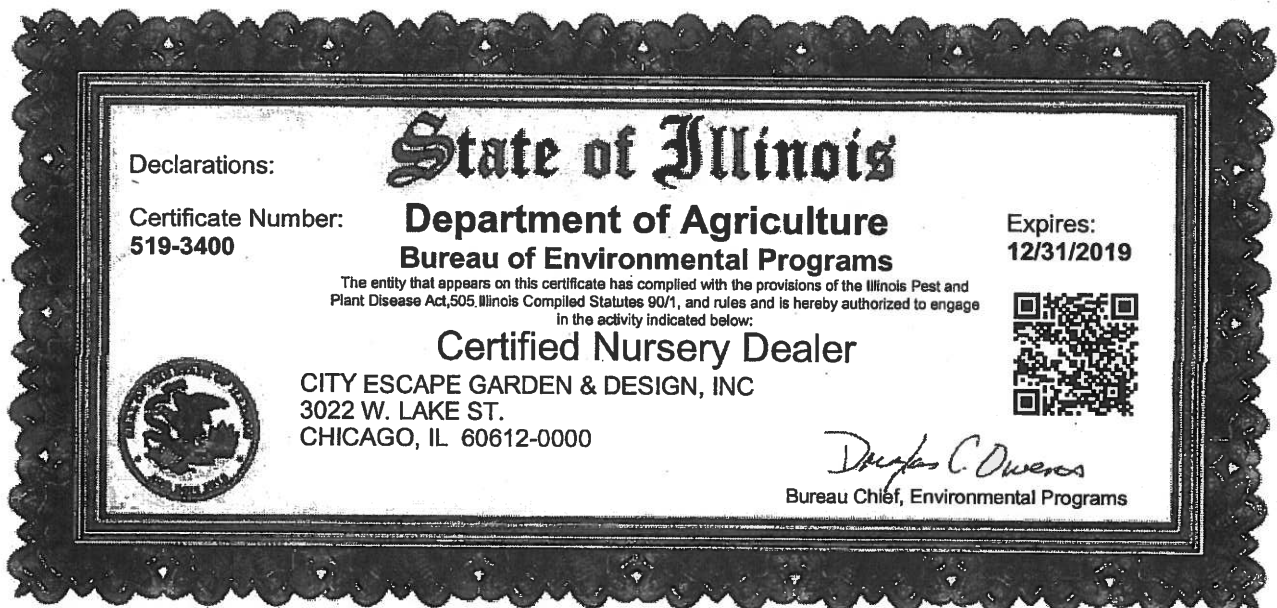 State of Illinois
Declarations:
Certificate Number:
519-3400
Department of Agriculture
Bureau of Environmental Programs
Expires:
12/31/2019
The entity that appears on this certificate has complied with the provisions of the Illinois Pest and
Plant Disease Act,505,Illinois Compiled Statutes 90/1, and rules and is hereby authorized to engage
in the activity indicated below:
Certified Nursery Dealer
CITY ESCAPE GARDEN & DESIGN, INC
3022 W. LAKE ST.
CHICAGO, IL 60612-0000
Douglas C. Owens
Bureau Chief, Environmental Programs